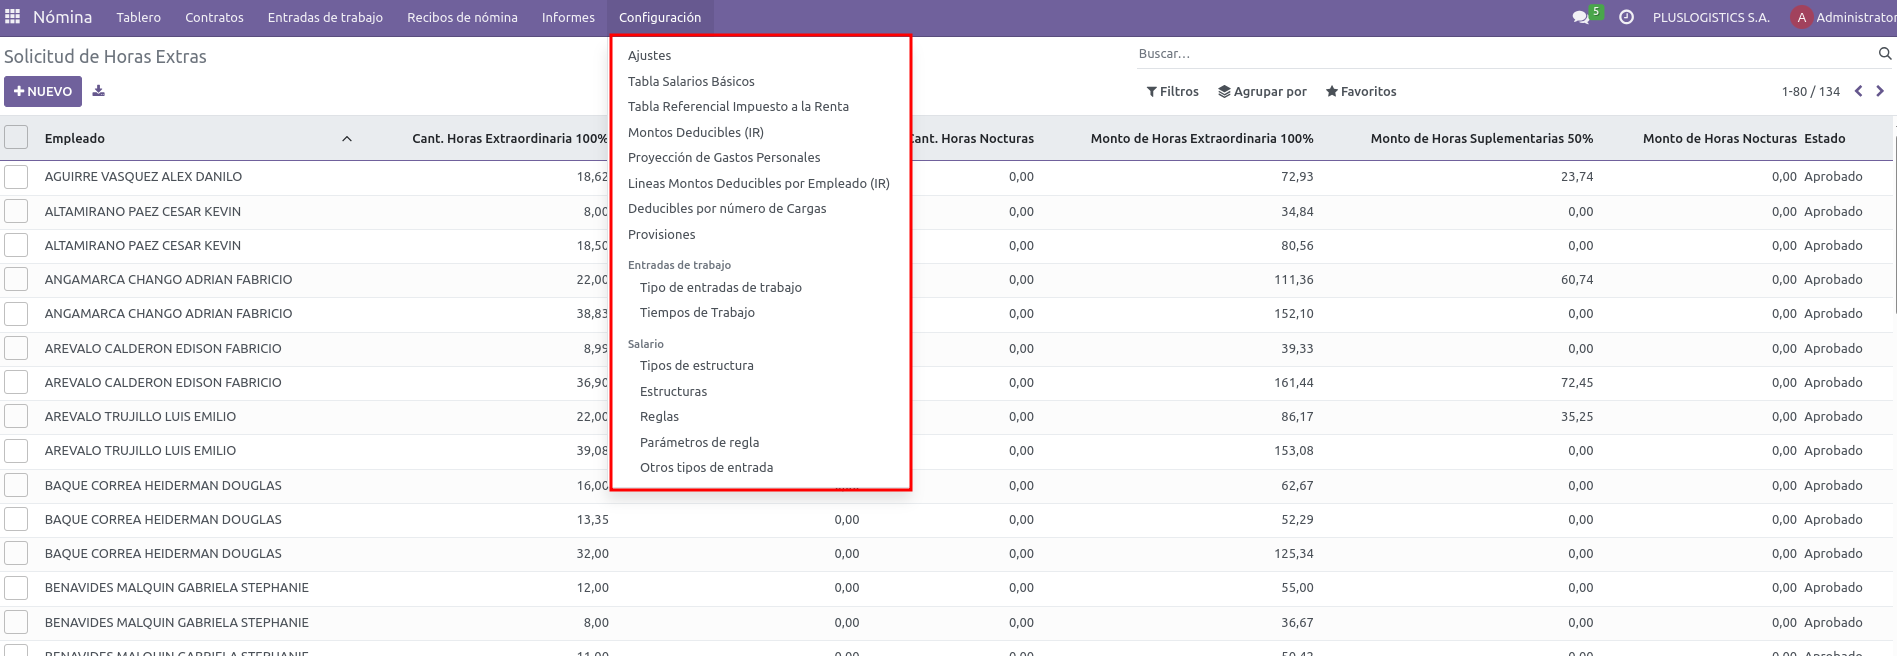 Nómina Tablero Contratos Entradas de trabajo Recibos de nómina Informes Configuración 5 PLUSLOGISTICS S.A. A Administrator
Solicitud de Horas Extras
Buscar...
NUEVO
Filtros Agrupar por Favoritos 1-80 / 134
Ajustes
Tabla Salarios Básicos
Tabla Referencial Impuesto a la Renta
Montos Deducibles (IR)
Proyección de Gastos Personales
Lineas Montos Deducibles por Empleado (IR)
Deducibles por número de Cargas
Provisiones
Entradas de trabajo
Tipo de entradas de trabajo
Tiempos de Trabajo
Salario
Tipos de estructura
Estructuras
Reglas
Parámetros de regla
Otros tipos de entrada
Empleado Cant. Horas Extraordinaria 100% Cant. Horas Nocturas Monto de Horas Extraordinaria 100% Monto de Horas Suplementarias 50% Monto de Horas Nocturas Estado
AGUIRRE VASQUEZ ALEX DANILO 18,62 0,00 72,93 23,74 0,00 Aprobado
ALTAMIRANO PAEZ CESAR KEVIN 8,00 0,00 34,84 0,00 0,00 Aprobado
ALTAMIRANO PAEZ CESAR KEVIN 18,50 0,00 80,56 0,00 0,00 Aprobado
ANGAMARCA CHANGO ADRIAN FABRICIO 22,00 0,00 111,36 60,74 0,00 Aprobado
ANGAMARCA CHANGO ADRIAN FABRICIO 38,83 0,00 152,10 0,00 0,00 Aprobado
AREVALO CALDERON EDISON FABRICIO 8,99 0,00 39,33 0,00 0,00 Aprobado
AREVALO CALDERON EDISON FABRICIO 36,90 0,00 161,44 72,45 0,00 Aprobado
AREVALO TRUJILLO LUIS EMILIO 22,00 0,00 86,17 35,25 0,00 Aprobado
AREVALO TRUJILLO LUIS EMILIO 39,08 0,00 153,08 0,00 0,00 Aprobado
BAQUE CORREA HEIDERMAN DOUGLAS 16,00 0,00 62,67 0,00 0,00 Aprobado
BAQUE CORREA HEIDERMAN DOUGLAS 13,35 0,00 0,00 52,29 0,00 0,00 Aprobado
BAQUE CORREA HEIDERMAN DOUGLAS 32,00 0,00 0,00 125,34 0,00 0,00 Aprobado
BENAVIDES MALQUIN GABRIELA STEPHANIE 12,00 0,00 0,00 55,00 0,00 0,00 Aprobado
BENAVIDES MALQUIN GABRIELA STEPHANIE 8,00 0,00 0,00 36,67 0,00 0,00 Aprobado
BENAVIDES MALQUIN GABRIELA STEPHANIE 0,00 0,00 0,00 0,00 Aprobado